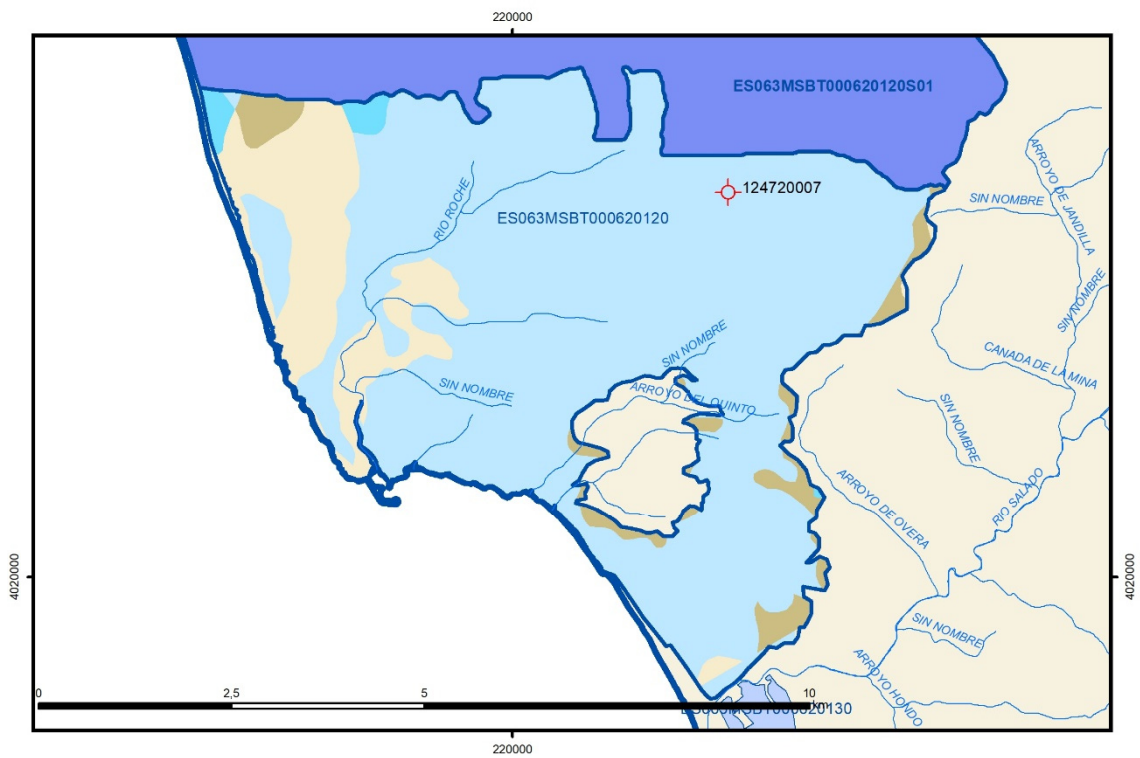 220000
ES063MSBT000620120S01
124720007
RIO ROCHE
ES063MSBT000620120
SIN NOMBRE
ARROYO DE JANDILLA
SIN NOMBRE
SIN NOMBRE
CANADA DE LA MINA
SIN NOMBRE
ARROYO DEL QUINTO
SIN NOMBRE
ARROYO DE OVERA
RIO SALADO
4020000
4020000
SIN NOMBRE
ARROYO HONDO
0 2,5 5 10
km
ES063MSBT000620130
220000